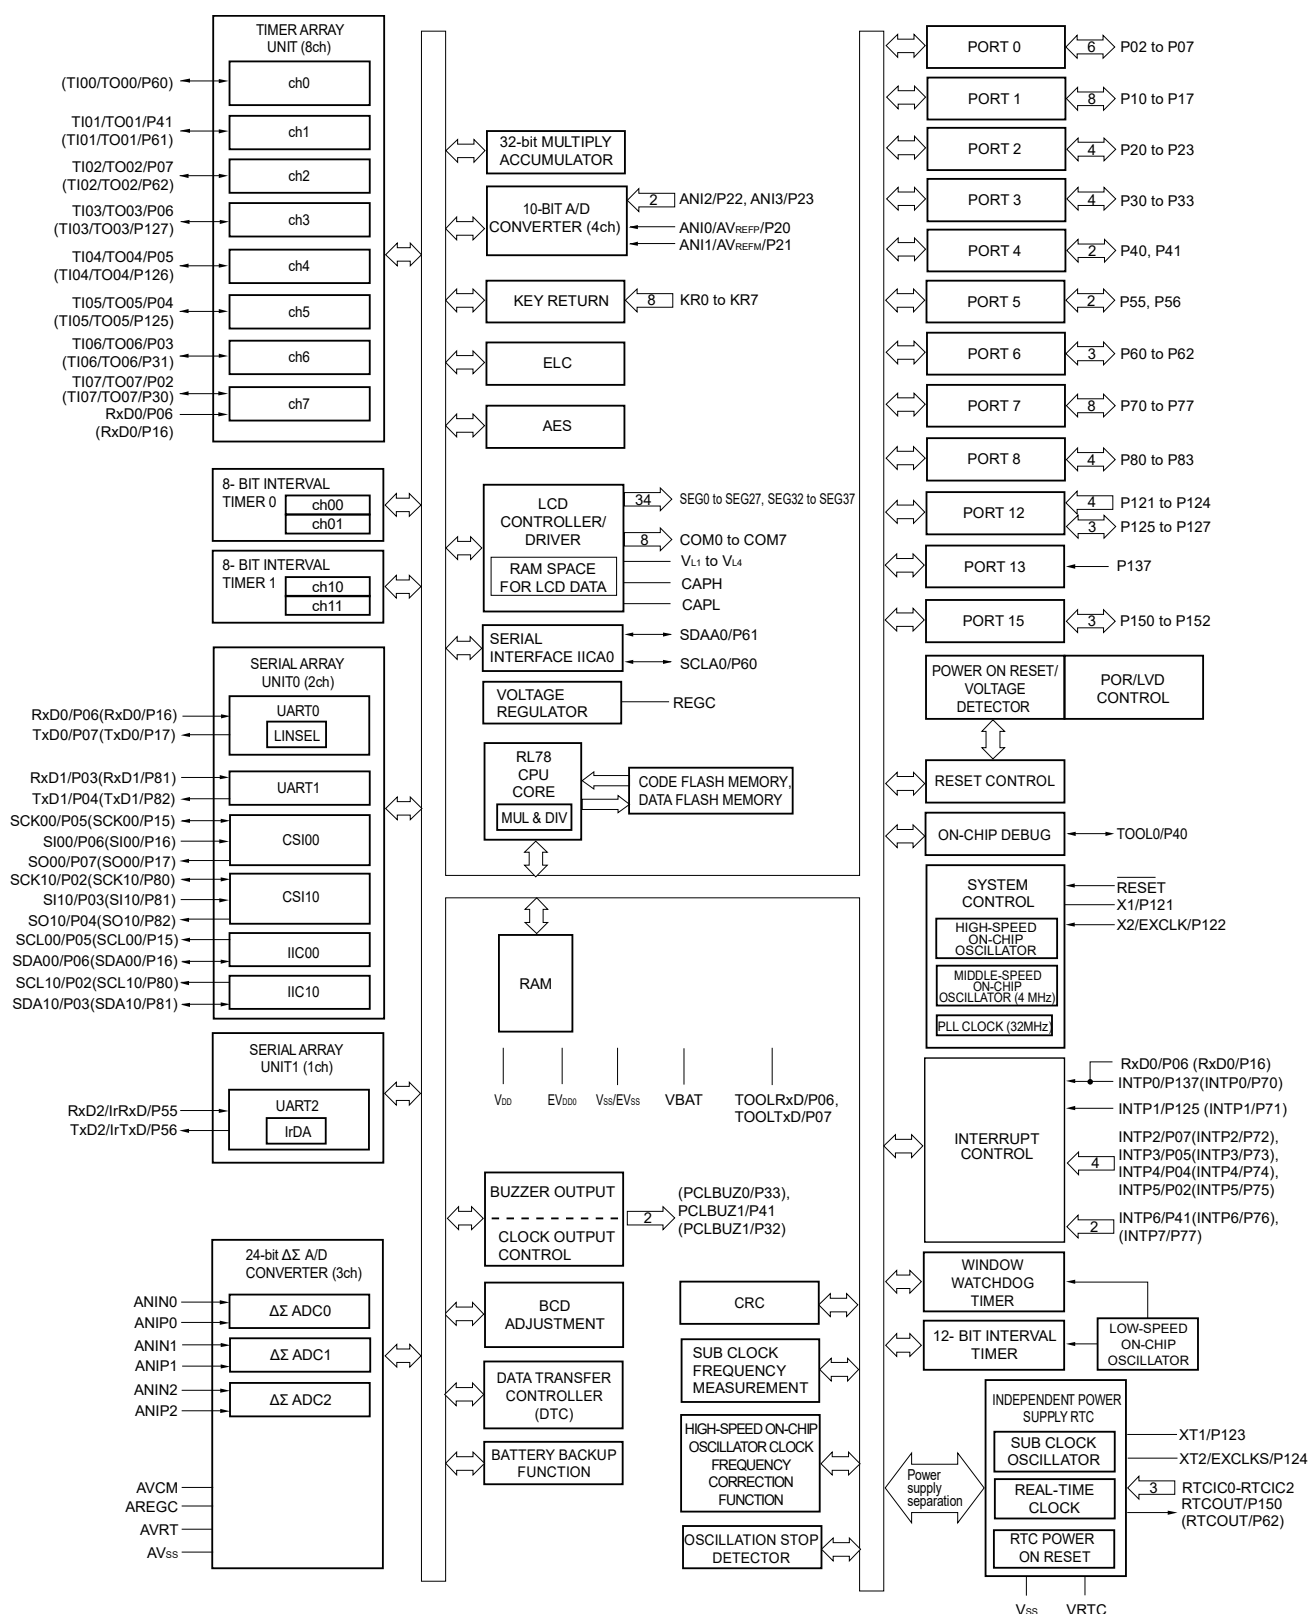 TIMER ARRAY
UNIT (8ch)
(TI00/TO00/P60)
ch0
TI01/TO01/P41
(TI01/TO01/P61)
ch1
TI02/TO02/P07
(TI02/TO02/P62)
ch2
TI03/TO03/P06
(TI03/TO03/P127)
ch3
TI04/TO04/P05
(TI04/TO04/P126)
ch4
TI05/TO05/P04
(TI05/TO05/P125)
ch5
TI06/TO06/P03
(TI06/TO06/P31)
ch6
TI07/TO07/P02
(TI07/TO07/P30)
RxD0/P06
(RxD0/P16)
ch7
8- BIT INTERVAL
TIMER 0
ch00
ch01
8- BIT INTERVAL
TIMER 1
ch10
ch11
SERIAL ARRAY
UNIT0 (2ch)
RxD0/P06(RxD0/P16)
TxD0/P07(TxD0/P17)
UART0
LINSEL
RxD1/P03(RxD1/P81)
TxD1/P04(TxD1/P82)
UART1
SCK00/P05(SCK00/P15)
SI00/P06(SI00/P16)
SO00/P07(SO00/P17)
CSI00
SCK10/P02(SCK10/P80)
SI10/P03(SI10/P81)
SO10/P04(SO10/P82)
CSI10
SCL00/P05(SCL00/P15)
SDA00/P06(SDA00/P16)
IIC00
SCL10/P02(SCL10/P80)
SDA10/P03(SDA10/P81)
IIC10
SERIAL ARRAY
UNIT1 (1ch)
RxD2/IrRxD/P55
TxD2/IrTxD/P56
UART2
IrDA
24-bit ΔΣ A/D
CONVERTER (3ch)
ANIN0
ANIP0
ΔΣ ADC0
ANIN1
ANIP1
ΔΣ ADC1
ANIN2
ANIP2
ΔΣ ADC2
AVCM
AREGC
AVRT
AVss
32-bit MULTIPLY
ACCUMULATOR
10-BIT A/D
CONVERTER (4ch)
2
ANI2/P22, ANI3/P23
ANI0/AVREFP/P20
ANI1/AVREFM/P21
KEY RETURN
8
KR0 to KR7
ELC
AES
LCD
CONTROLLER/
DRIVER
RAM SPACE
FOR LCD DATA
34
SEG0 to SEG27, SEG32 to SEG37
8
COM0 to COM7
VL1 to VL4
CAPH
CAPL
SERIAL
INTERFACE IICA0
SDAA0/P61
SCLA0/P60
VOLTAGE
REGULATOR
REGC
RL78
CPU
CORE
MUL & DIV
CODE FLASH MEMORY,
DATA FLASH MEMORY
RAM
VDD
EVDD0
Vss/EVss
VBAT
TOOLRxD/P06,
TOOLTxD/P07
BUZZER OUTPUT
CLOCK OUTPUT
CONTROL
2
(PCLBUZ0/P33),
PCLBUZ1/P41
(PCLBUZ1/P32)
BCD
ADJUSTMENT
DATA TRANSFER
CONTROLLER
(DTC)
BATTERY BACKUP
FUNCTION
CRC
SUB CLOCK
FREQUENCY
MEASUREMENT
HIGH-SPEED ON-CHIP
OSCILLATOR CLOCK
FREQUENCY
CORRECTION
FUNCTION
OSCILLATION STOP
DETECTOR
PORT 0
6
P02 to P07
PORT 1
8
P10 to P17
PORT 2
4
P20 to P23
PORT 3
4
P30 to P33
PORT 4
2
P40, P41
PORT 5
2
P55, P56
PORT 6
3
P60 to P62
PORT 7
8
P70 to P77
PORT 8
4
P80 to P83
PORT 12
4
P121 to P124
3
P125 to P127
PORT 13
P137
PORT 15
3
P150 to P152
POWER ON RESET/
VOLTAGE
DETECTOR
POR/LVD
CONTROL
RESET CONTROL
ON-CHIP DEBUG
TOOL0/P40
SYSTEM
CONTROL
HIGH-SPEED
ON-CHIP
OSCILLATOR
MIDDLE-SPEED
ON-CHIP
OSCILLATOR (4 MHz)
PLL CLOCK (32MHz)
RESET
X1/P121
X2/EXCLK/P122
INTERRUPT
CONTROL
RxD0/P06 (RxD0/P16)
INTP0/P137(INTP0/P70)
INTP1/P125 (INTP1/P71)
4
INTP2/P07(INTP2/P72),
INTP3/P05(INTP3/P73),
INTP4/P04(INTP4/P74),
INTP5/P02(INTP5/P75)
2
INTP6/P41(INTP6/P76),
(INTP7/P77)
WINDOW
WATCHDOG
TIMER
12- BIT INTERVAL
TIMER
LOW-SPEED
ON-CHIP
OSCILLATOR
Power
supply
separation
INDEPENDENT POWER
SUPPLY RTC
SUB CLOCK
OSCILLATOR
REAL-TIME
CLOCK
RTC POWER
ON RESET
XT1/P123
XT2/EXCLKS/P124
3
RTCIC0-RTCIC2
RTCOUT/P150
(RTCOUT/P62)
Vss
VRTC